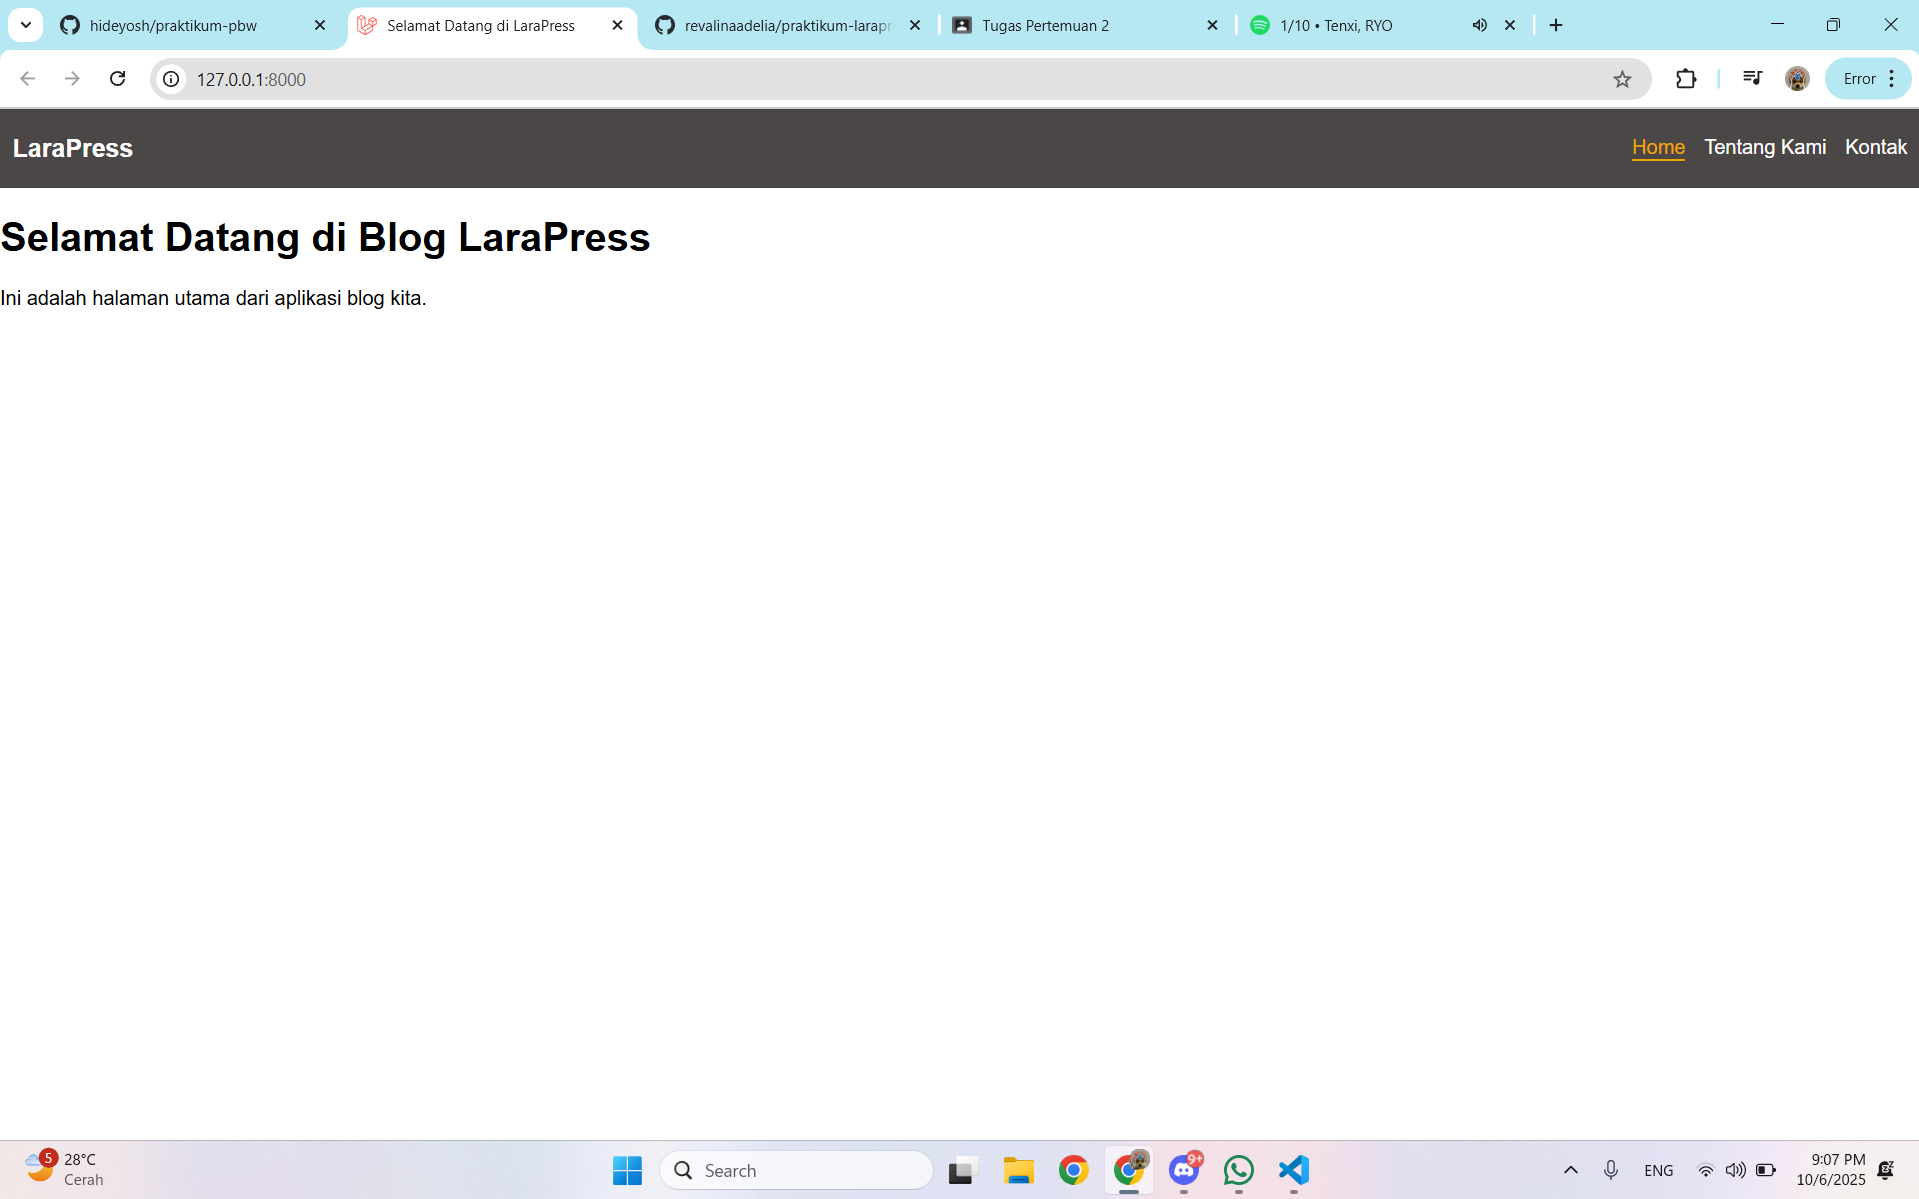 hideyosh/praktikum-pbw
Selamat Datang di LaraPress
revalinaadelia/praktikum-larapr
Tugas Pertemuan 2
1/10 • Tenxi, RYO
127.0.0.1:8000
Error
LaraPress
Home
Tentang Kami
Kontak
Selamat Datang di Blog LaraPress
Ini adalah halaman utama dari aplikasi blog kita.
5
28°C
Cerah
Search
9+
ENG
9:07 PM
10/6/2025